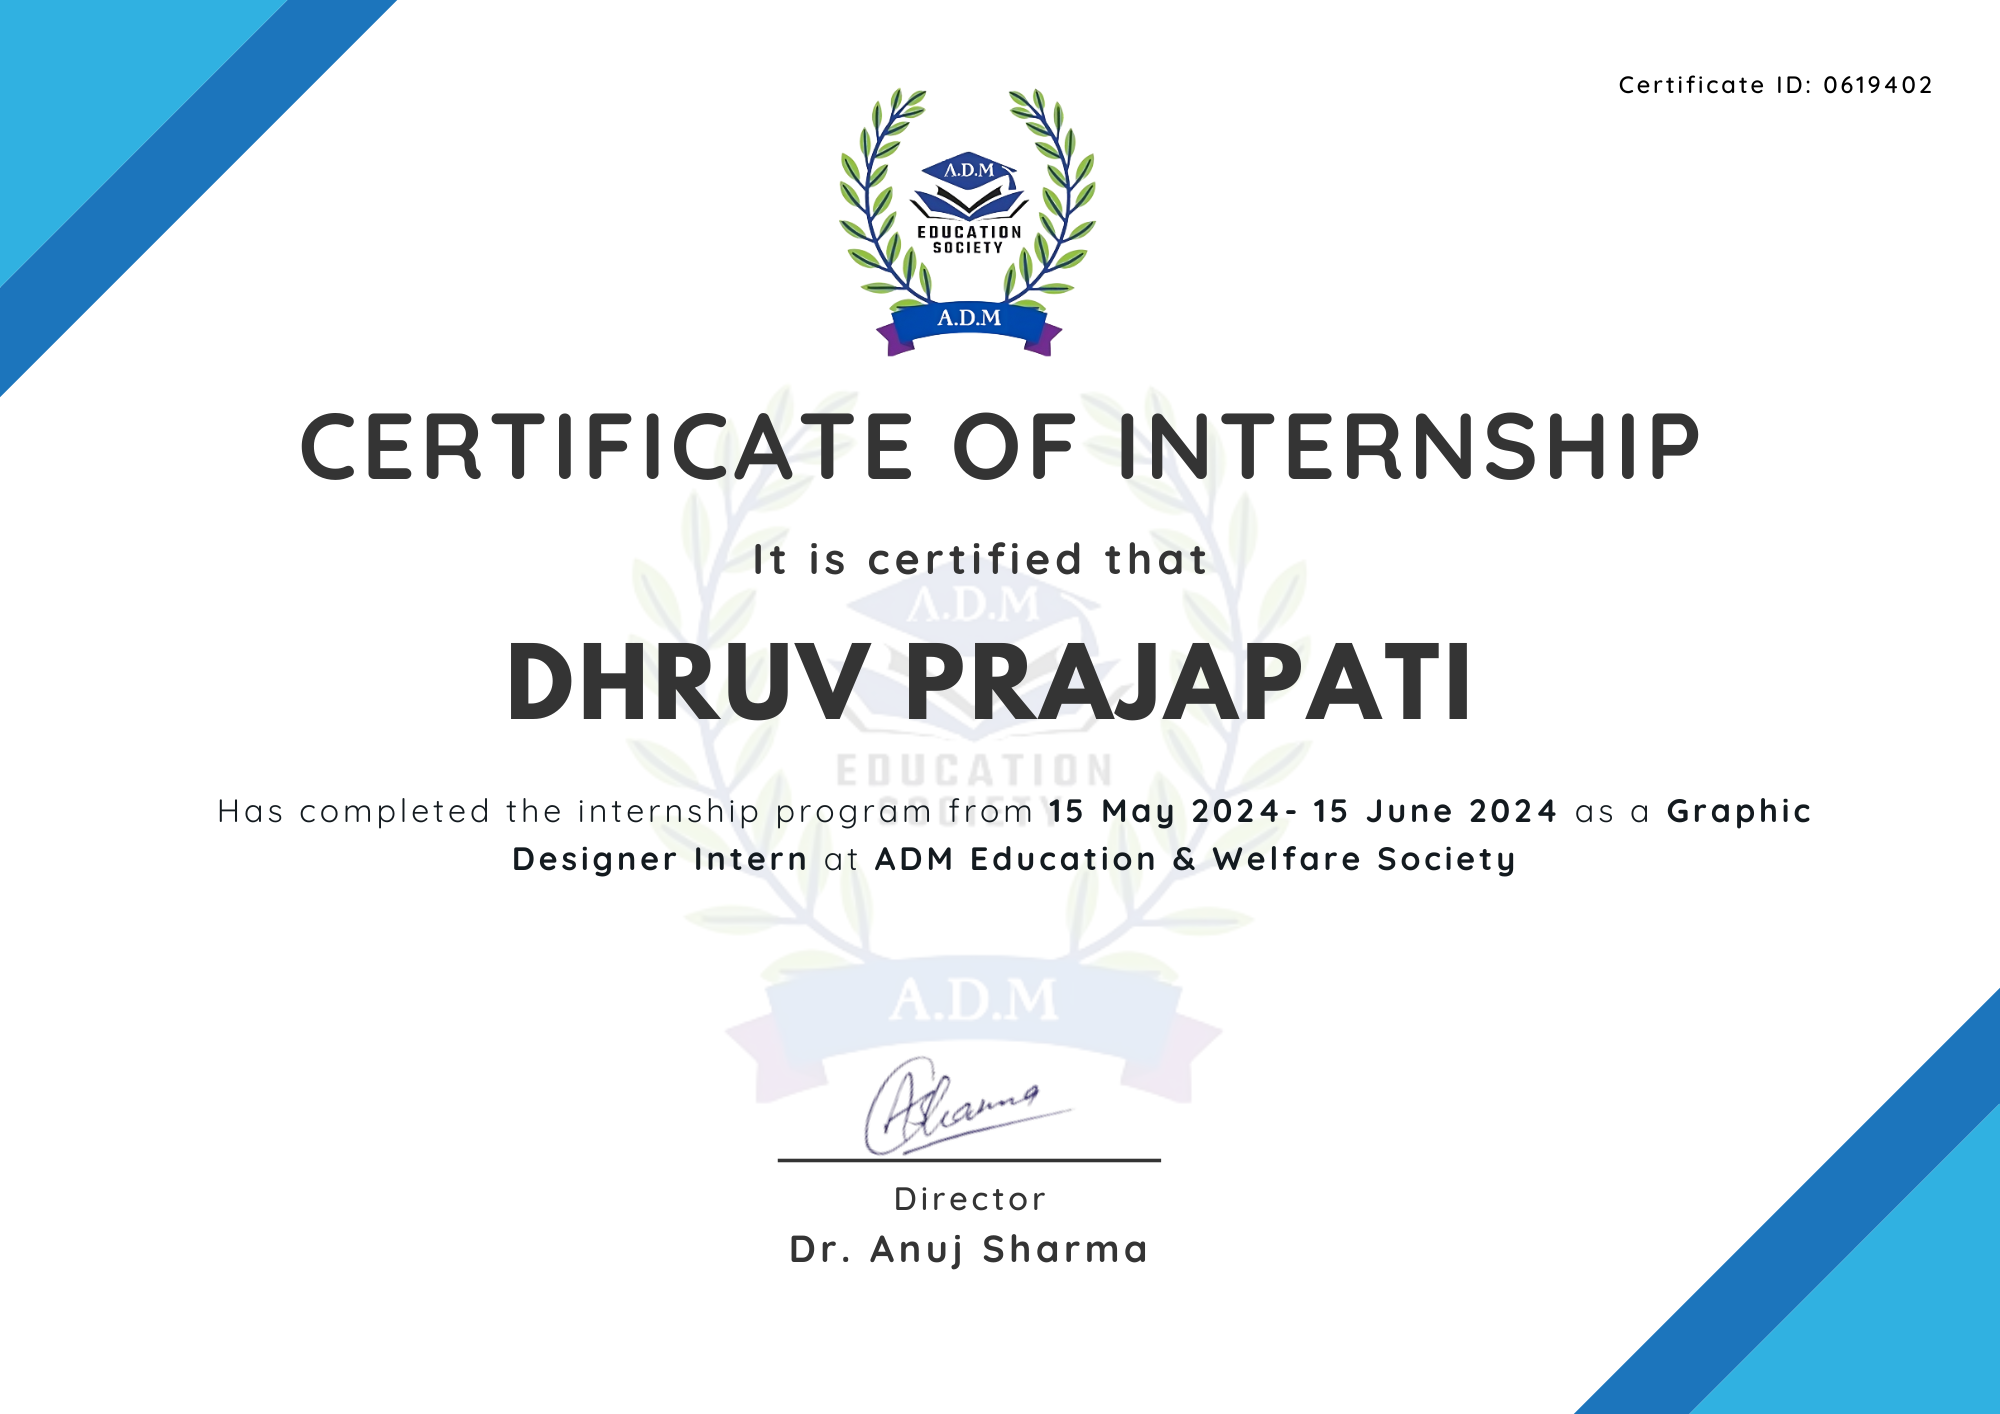 Certificate ID: 0619402
A.D.M
EDUCATION
SOCIETY
A.D.M
CERTIFICATE OF INTERNSHIP
It is certified that
A.D.M
DHRUV PRAJAPATI
EDUCATION
SOCIETY
Has completed the internship program from 15 May 2024- 15 June 2024 as a Graphic
Designer Intern at ADM Education & Welfare Society
A.D.M
ASharma
Director
Dr. Anuj Sharma